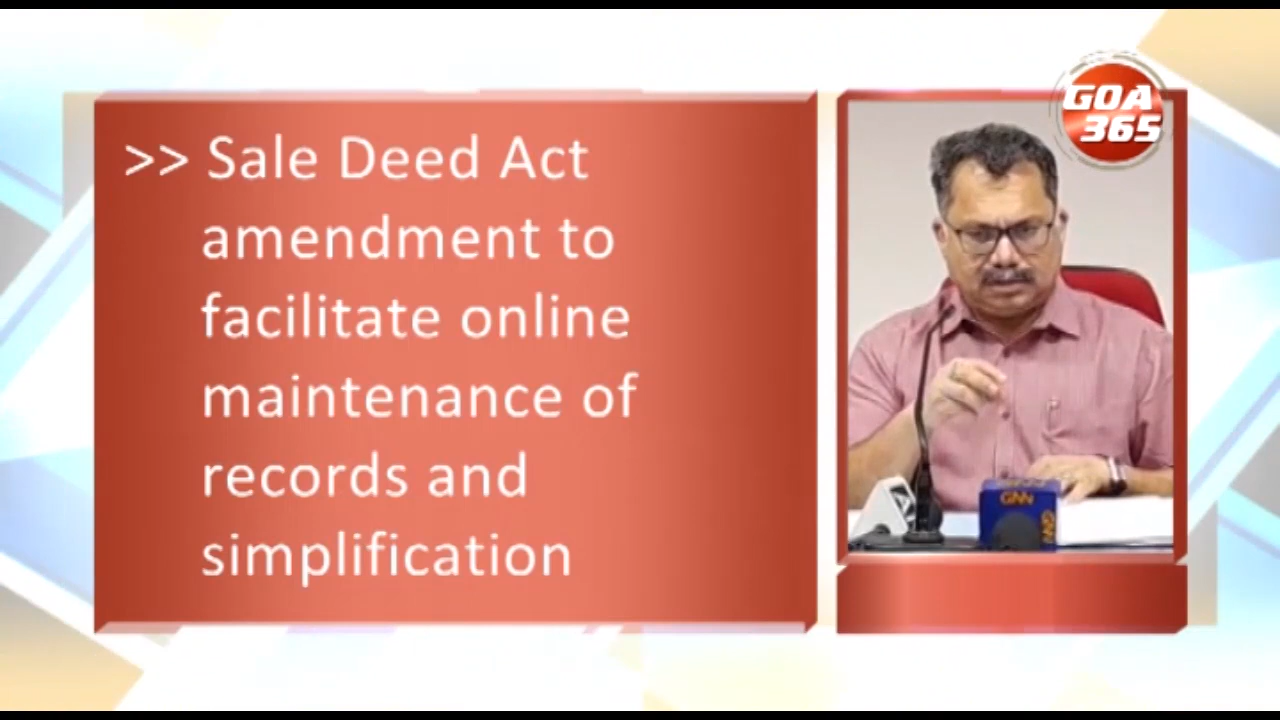 >> Sale Deed Act
amendment to
facilitate online
maintenance of
records and
simplification
GOA
365
GNN